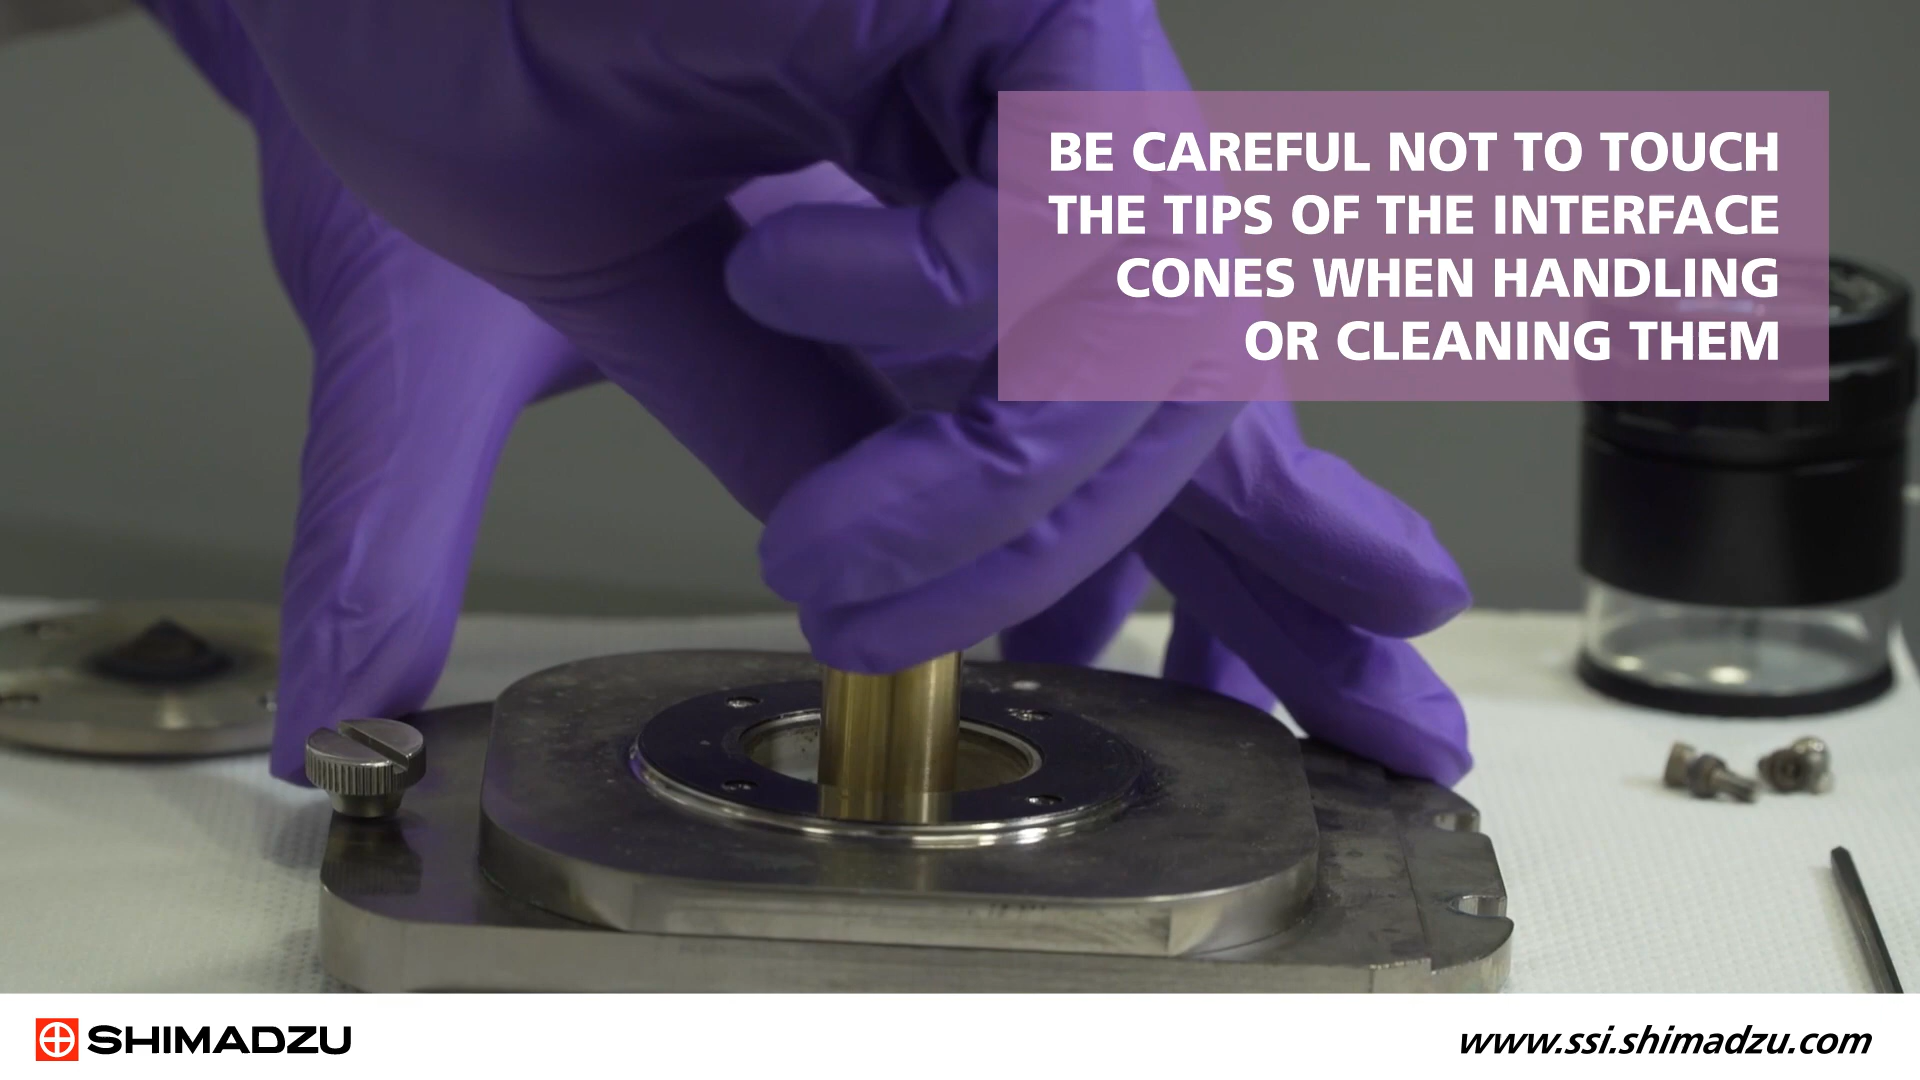 BE CAREFUL NOT TO TOUCH
THE TIPS OF THE INTERFACE
CONES WHEN HANDLING
OR CLEANING THEM
SHIMADZU
www.ssi.shimadzu.com